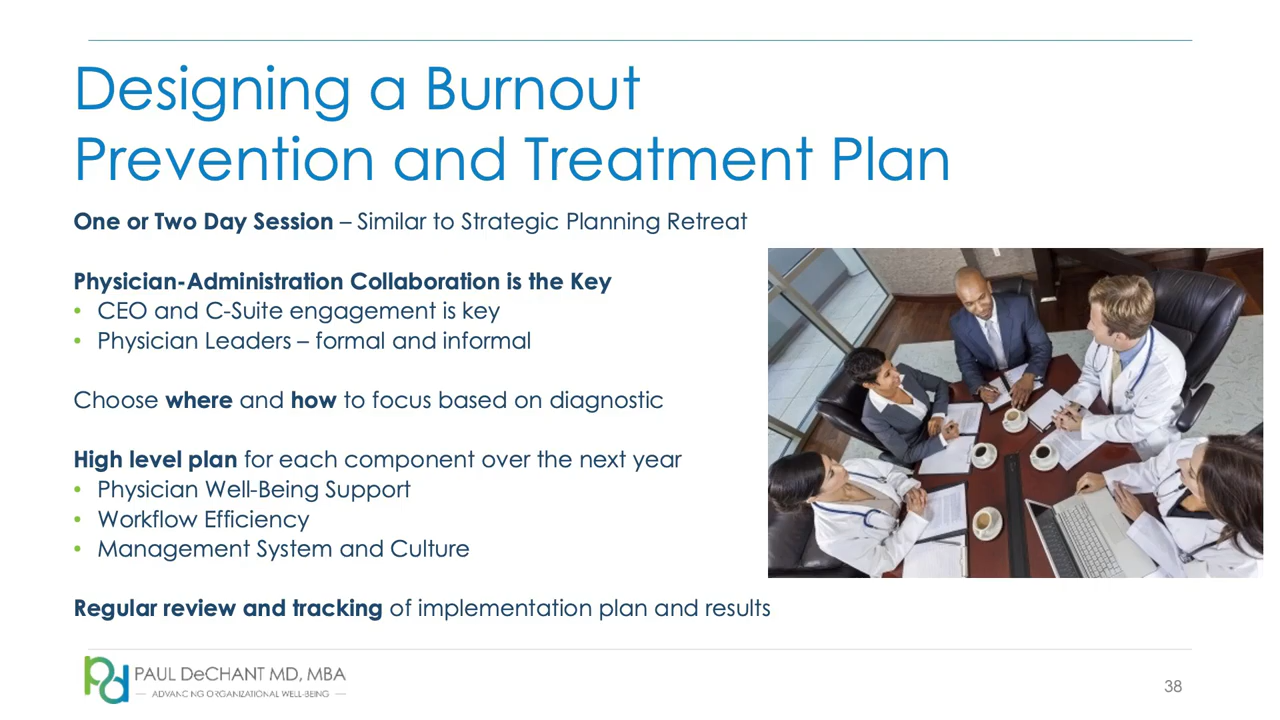 Designing a Burnout
Prevention and Treatment Plan
One or Two Day Session – Similar to Strategic Planning Retreat
Physician-Administration Collaboration is the Key
• CEO and C-Suite engagement is key
• Physician Leaders – formal and informal
Choose where and how to focus based on diagnostic
High level plan for each component over the next year
• Physician Well-Being Support
• Workflow Efficiency
• Management System and Culture
Regular review and tracking of implementation plan and results
pd
PAUL DeCHANT MD, MBA
— ADVANCING ORGANIZATIONAL WELL-BEING —
38